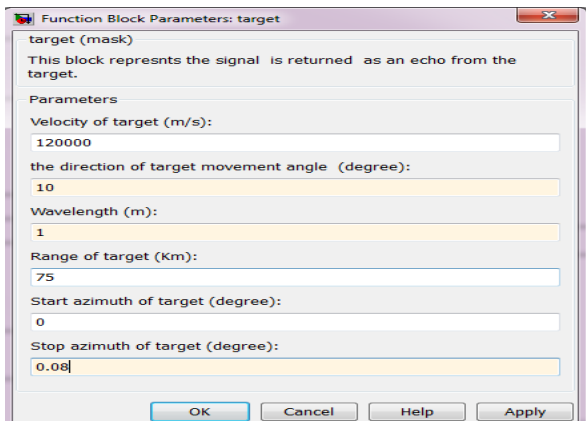 Function Block Parameters: target
target (mask)
This block represnts the signal is returned as an echo from the
target.
Parameters
Velocity of target (m/s):
120000
the direction of target movement angle (degree):
10
Wavelength (m):
1
Range of target (Km):
75
Start azimuth of target (degree):
0
Stop azimuth of target (degree):
0.08
OK Cancel Help Apply